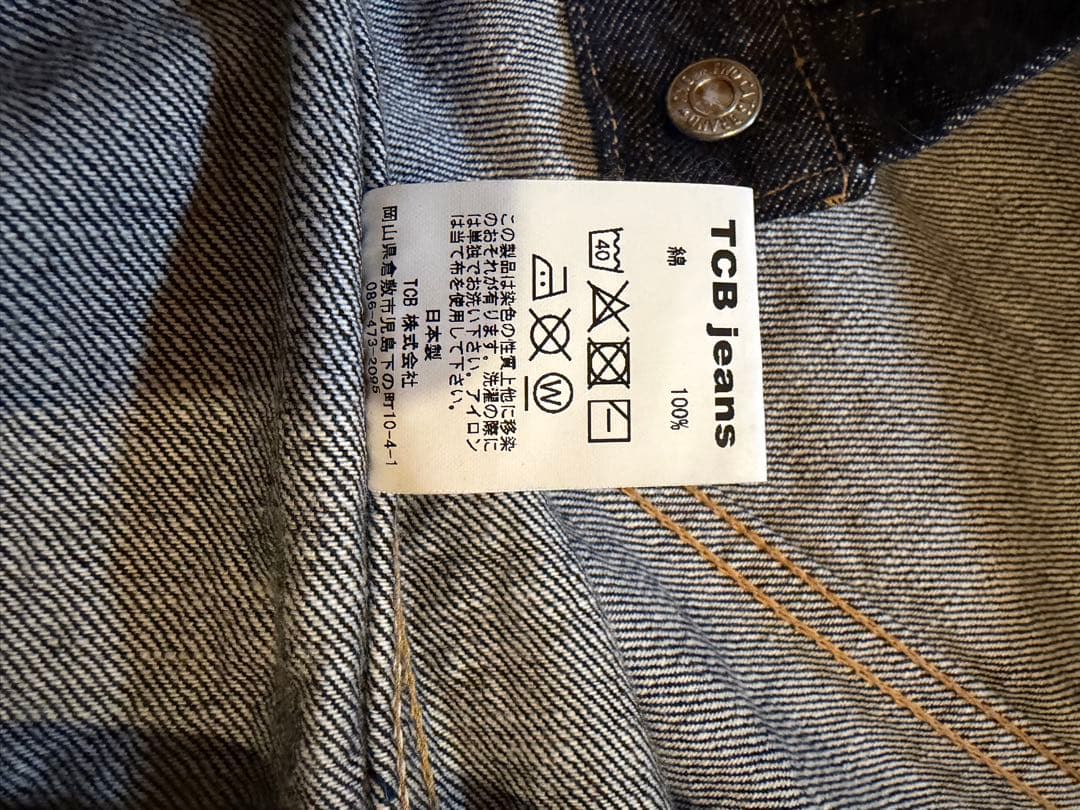 TCB jeans
綿 100%
40
W
この製品は染色の性質上他に移染
のおそれが有ります。洗濯の際に
は単独でお洗い下さい。アイロン
は当て布を使用して下さい。
日本製
TCB 株式会社
岡山県倉敷市児島下の町10-4-1
086-473-2095